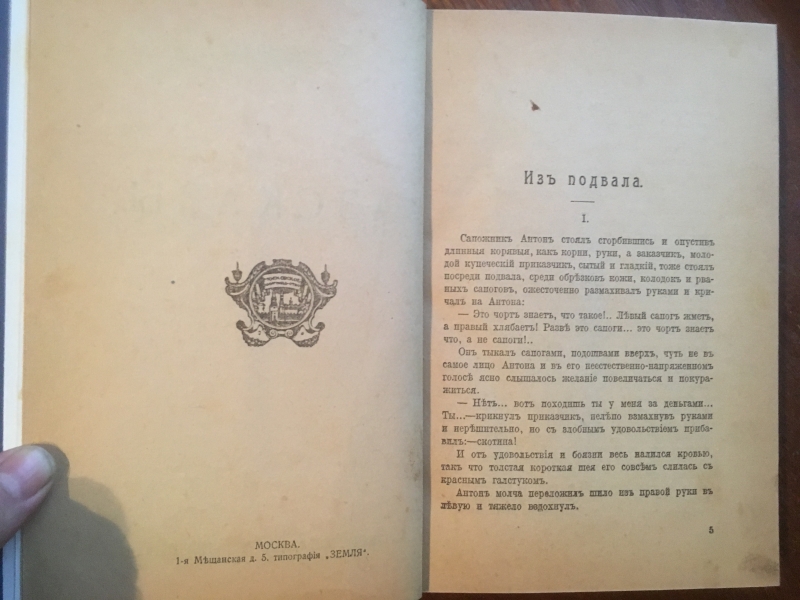 МОСКВА.
1-я Мѣщанская д. 5. типографія „ЗЕМЛЯ“.
Изъ подвала.
I.
Сапожникъ Антонъ стоялъ сгорбившись и опустивъ
длинныя корявыя, какъ корни, руки, а заказчикъ, моло-
дой купеческій приказчикъ, сытый и гладкій, тоже стоялъ
посреди подвала, среди обрѣзковъ кожи, колодокъ и рва-
ныхъ сапоговъ, ожесточенно размахивалъ руками и кри-
чалъ на Антона:
— Это чортъ знаетъ, что такое!.. Лѣвый сапогъ жметъ,
а правый хлябаетъ! Развѣ это сапоги... это чортъ знаетъ
что, а не сапоги!..
Онъ тыкалъ сапогами, подошвами вверхъ, чуть не въ
самое лицо Антона и въ его неестественно-напряженномъ
голосѣ ясно слышалось желаніе повеличаться и покура-
житься.
— Нѣтъ... вотъ походишь ты у меня за деньгами...
Ты...—крикнулъ приказчикъ, нелѣпо взмахнувъ руками
и нерѣшительно, но съ злобнымъ удовольствіемъ приба-
вилъ:—скотина!
И отъ удовольствія и боязни весь налился кровью,
такъ что толстая короткая шея его совсѣмъ слилась съ
краснымъ галстукомъ.
Антонъ молча переложилъ шило изъ правой руки въ
лѣвую и тяжело вздохнулъ.
5